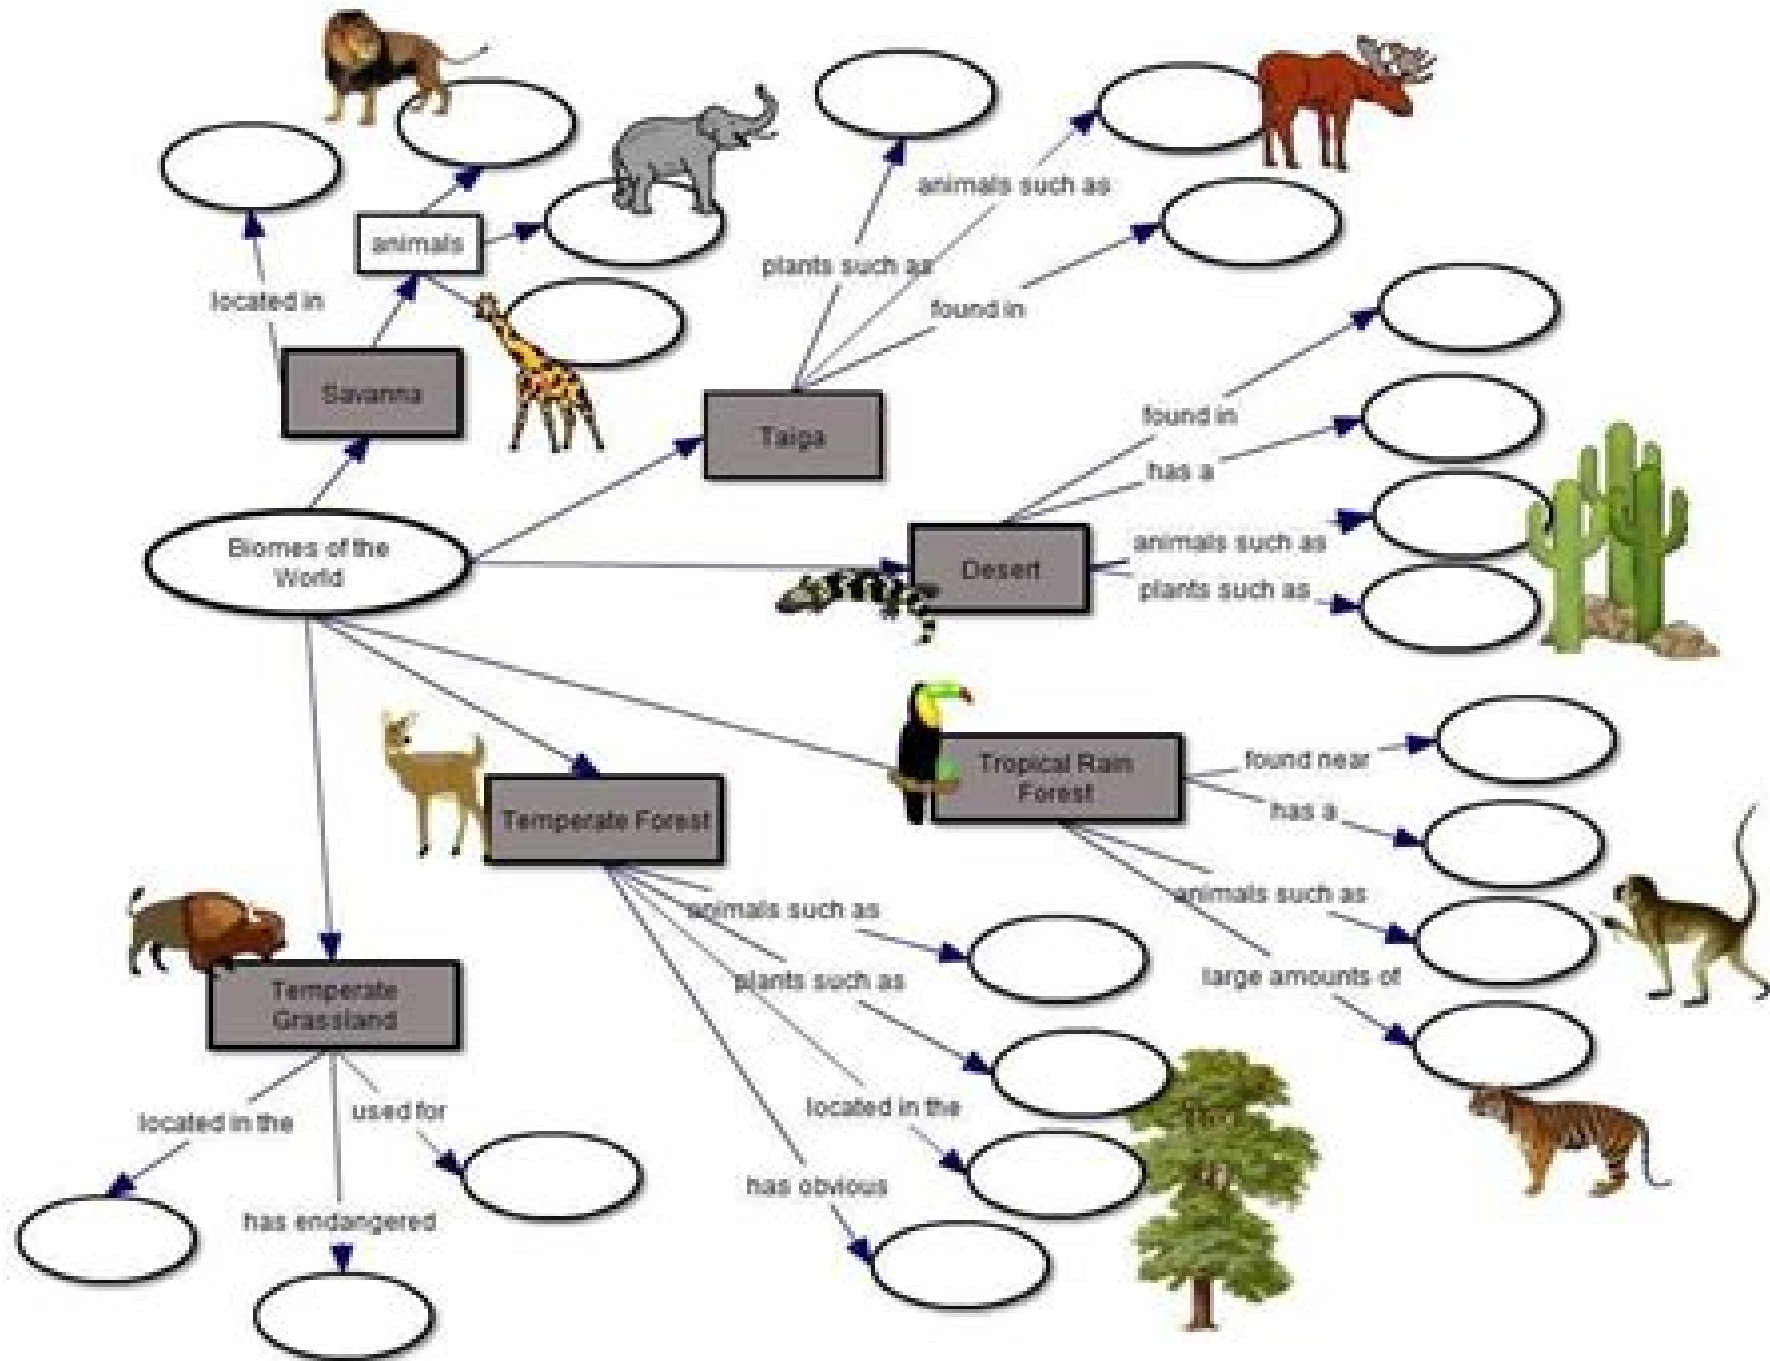 animals
located in
Savanna
plants such as
animals such as
found in
Taiga
found in
has a
animals such as
plants such as
Desert
Biomes of the
World
Tropical Rain
Forest
found near
has a
animals such as
large amounts of
Temperate Forest
animals such as
plants such as
located in the
has obvious
Temperate
Grassland
located in the
used for
has endangered